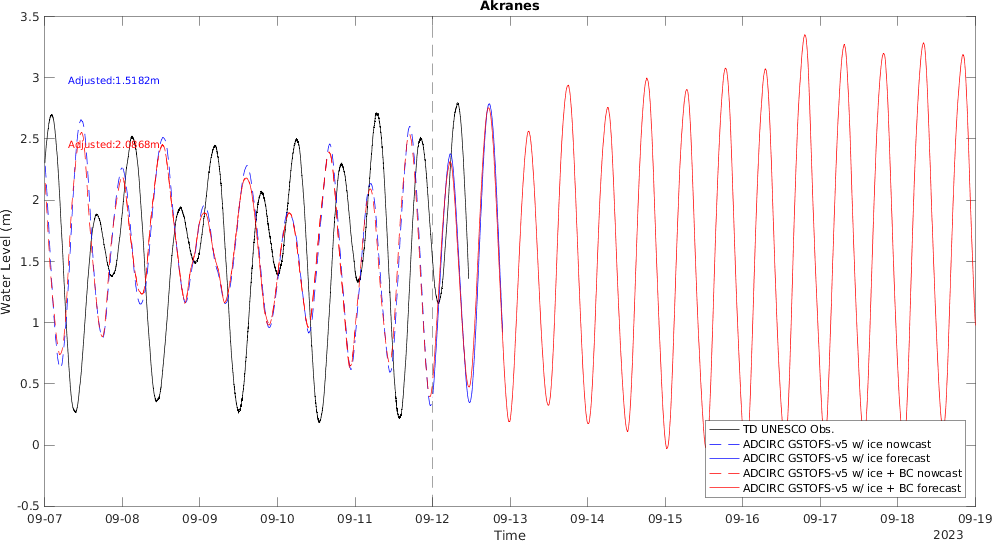 Akranes
3.5
3
2.5
2
1.5
1
0.5
0
-0.5
Water Level (m)
Adjusted:1.5182m
Adjusted:2.0868m
TD UNESCO Obs.
ADCIRC GSTOFS-v5 w/ ice nowcast
ADCIRC GSTOFS-v5 w/ ice forecast
ADCIRC GSTOFS-v5 w/ ice + BC nowcast
ADCIRC GSTOFS-v5 w/ ice + BC forecast
09-07 09-08 09-09 09-10 09-11 09-12 09-13 09-14 09-15 09-16 09-17 09-18 09-19
Time
2023